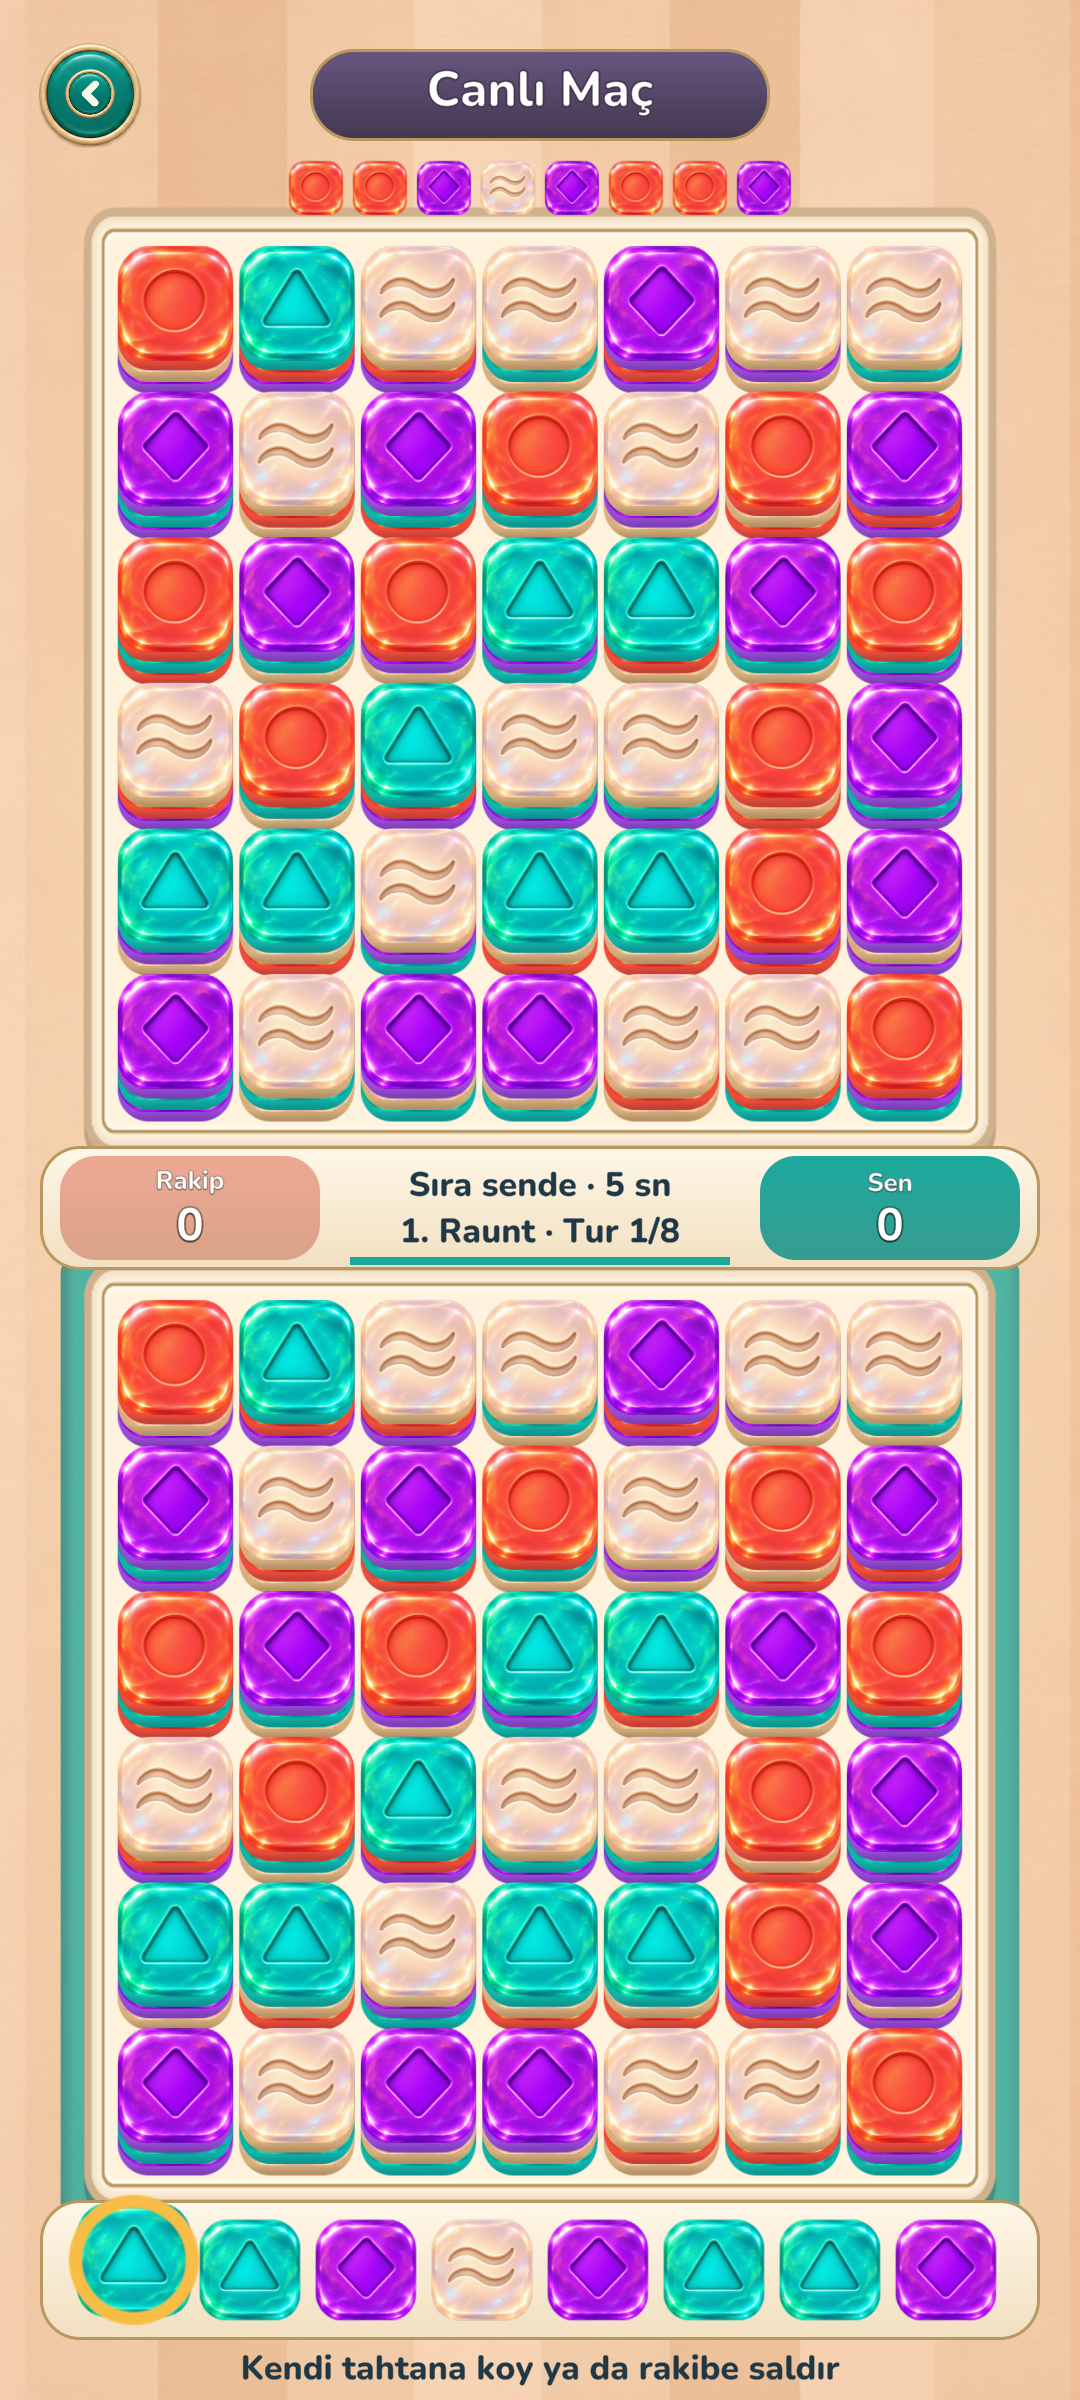 Canlı Maç
Rakip
0
Sıra sende · 5 sn
1. Raunt · Tur 1/8
Sen
0
Kendi tahtana koy ya da rakibe saldır